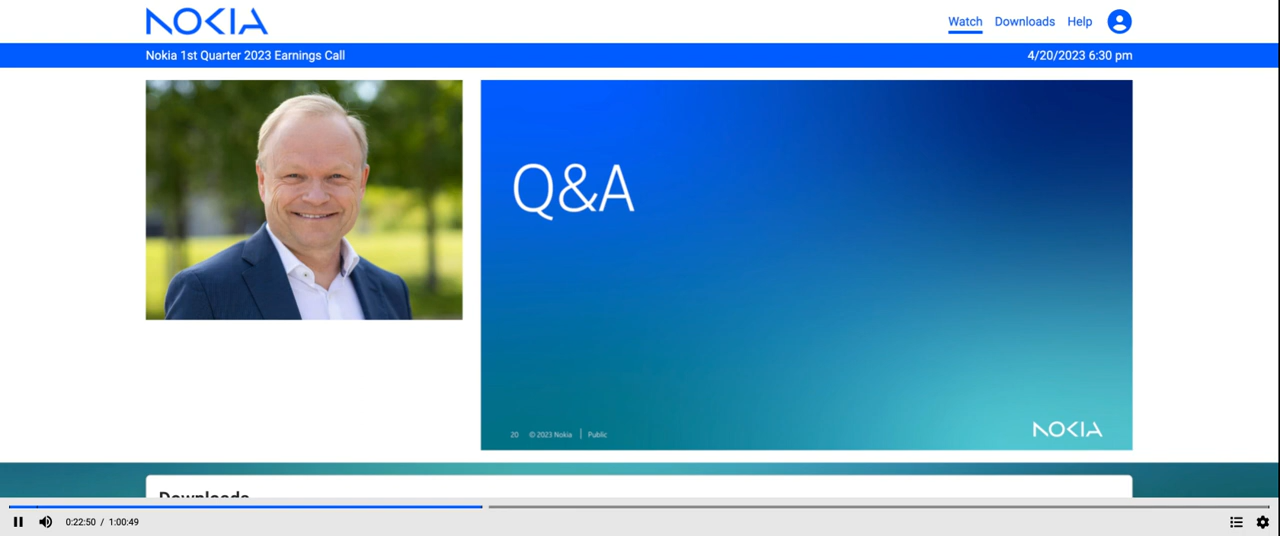 NOKIA
Watch Downloads Help
Nokia 1st Quarter 2023 Earnings Call 4/20/2023 6:30 pm
Q&A
20 © 2023 Nokia | Public
NOKIA
Downloads
0:22:50 / 1:00:49